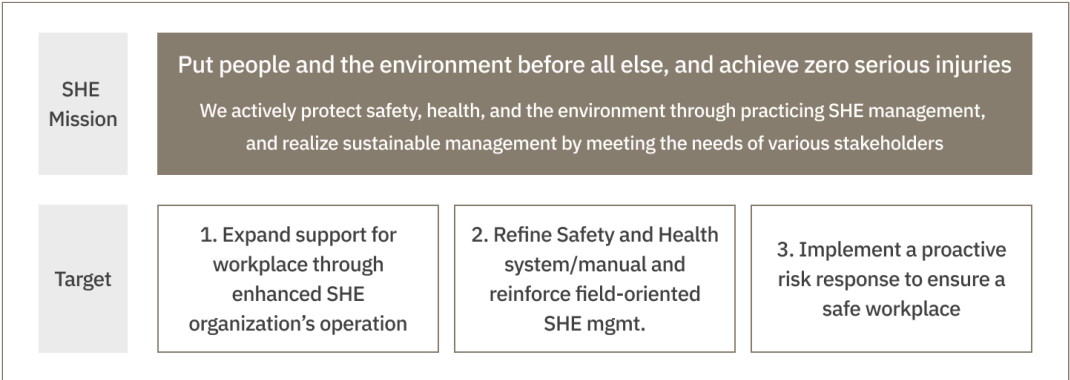 SHE
Mission
Put people and the environment before all else, and achieve zero serious injuries
We actively protect safety, health, and the environment through practicing SHE management,
and realize sustainable management by meeting the needs of various stakeholders
Target
1. Expand support for
workplace through
enhanced SHE
organization’s operation
2. Refine Safety and Health
system/manual and
reinforce field-oriented
SHE mgmt.
3. Implement a proactive
risk response to ensure a
safe workplace